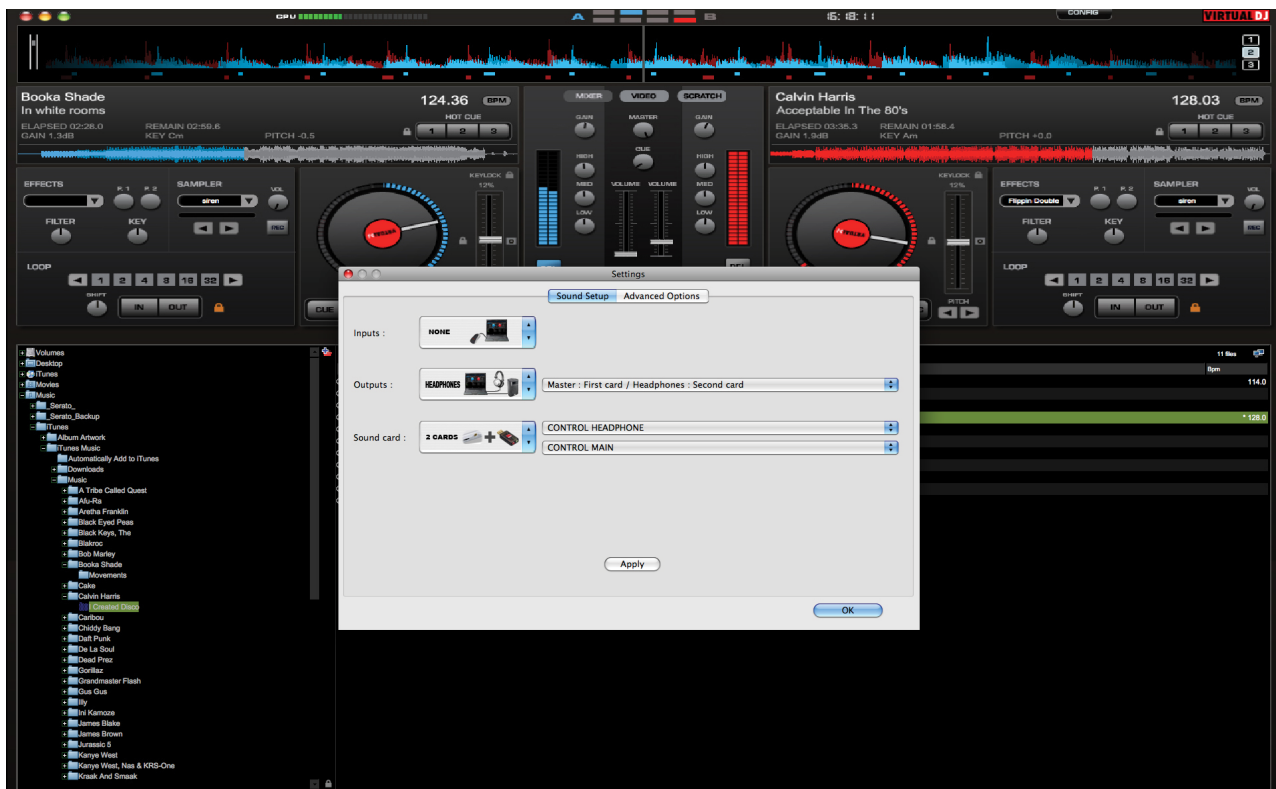 CPU
A
B
15: 18: 11
CONFIG
VIRTUAL DJ
1
2
3
Booka Shade
124.36 BPM
In white rooms
HOT CUE
ELAPSED 02:28.0 REMAIN 02:59.6
GAIN 1.3dB KEY Cm PITCH -0.5
1 2 3
MIXER VIDEO SCRATCH
GAIN MASTER GAIN
CUE
HIGH HIGH
MED VOLUME VOLUME MED
LOW LOW
Calvin Harris
128.03 BPM
Acceptable In The 80's
HOT CUE
ELAPSED 03:35.3 REMAIN 01:58.4
GAIN 1.9dB KEY Am PITCH +0.0
1 2 3
EFFECTS P. 1 P. 2 SAMPLER VOL
siren
FILTER KEY
REC
LOOP
1 2 4 8 16 32
SHIFT
IN OUT
KEYLOCK
12%
CUE
KEYLOCK
12%
PITCH
EFFECTS P. 1 P. 2 SAMPLER VOL
Flippin Double siren
FILTER KEY
REC
LOOP
1 2 4 8 16 32
SHIFT
IN OUT
Settings
Sound Setup Advanced Options
Inputs : NONE
Outputs : HEADPHONES Master : First card / Headphones : Second card
Sound card : 2 CARDS CONTROL HEADPHONE
CONTROL MAIN
Apply
OK
Volumes
Desktop
iTunes
Movies
Music
_Serato_
_Serato_Backup
iTunes
Album Artwork
iTunes Music
Automatically Add to iTunes
Downloads
Music
A Tribe Called Quest
Afu-Ra
Aretha Franklin
Black Eyed Peas
Black Keys, The
Blakroc
Bob Marley
Booka Shade
Movements
Cake
Calvin Harris
I Created Disco
Caribou
Chiddy Bang
Daft Punk
De La Soul
Dead Prez
Gorillaz
Grandmaster Flash
Gus Gus
Illy
Ini Kamoze
James Blake
James Brown
Jurassic 5
Kanye West
Kanye West, Nas & KRS-One
Kraak And Smaak
11 files
Bpm
114.0
* 128.0